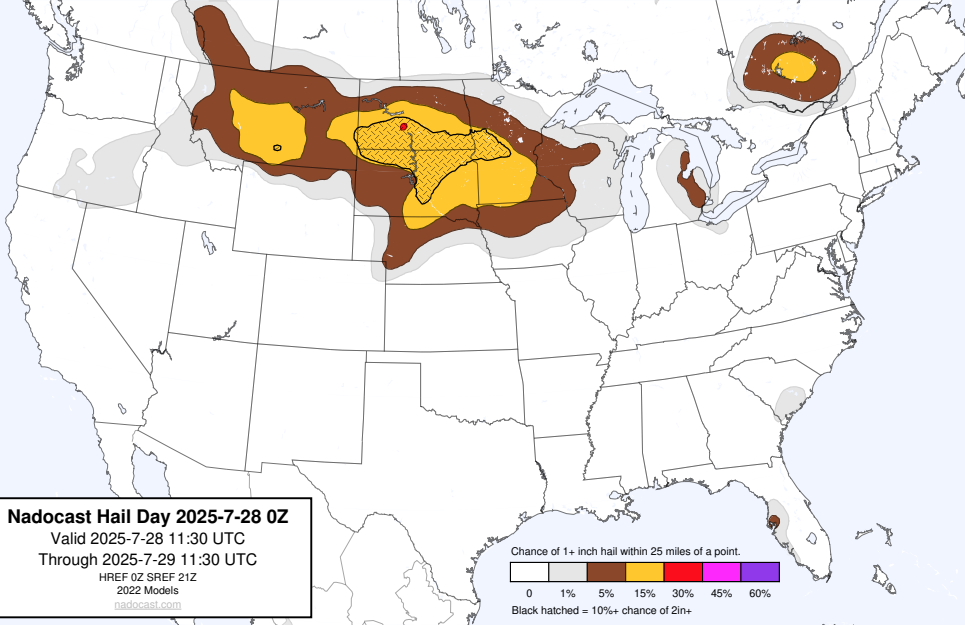 Nadocast Hail Day 2025-7-28 0Z
Valid 2025-7-28 11:30 UTC
Through 2025-7-29 11:30 UTC
HREF 0Z SREF 21Z
2022 Models
nadocast.com
Chance of 1+ inch hail within 25 miles of a point.
0 1% 5% 15% 30% 45% 60%
Black hatched = 10%+ chance of 2in+